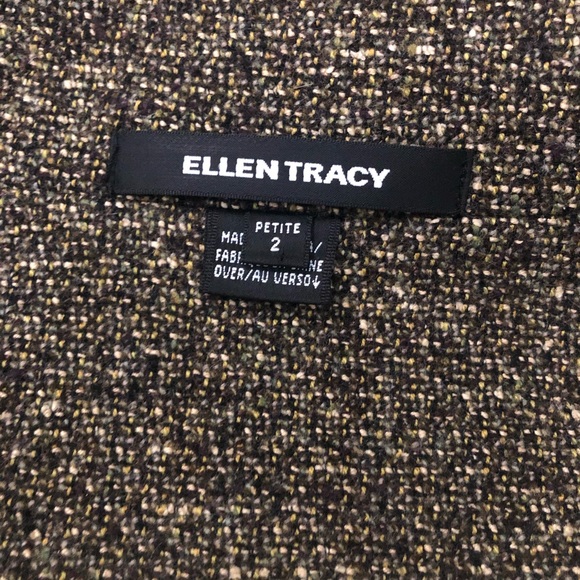 ELLEN TRACY
PETITE
2
OVER/AU VERSO↓